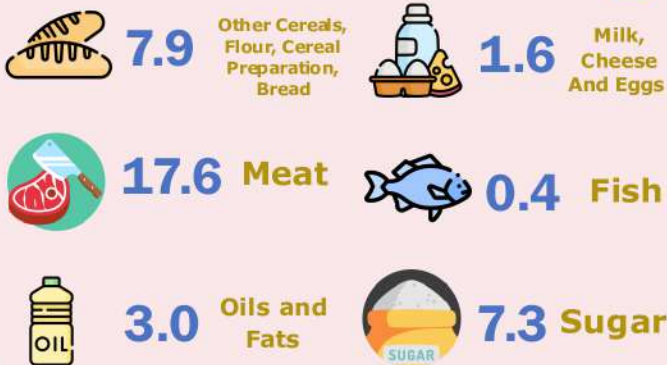 7.9
Other Cereals,
Flour, Cereal
Preparation,
Bread
1.6
Milk,
Cheese
And Eggs
17.6
Meat
0.4
Fish
OIL
3.0
Oils and
Fats
SUGAR
7.3
Sugar